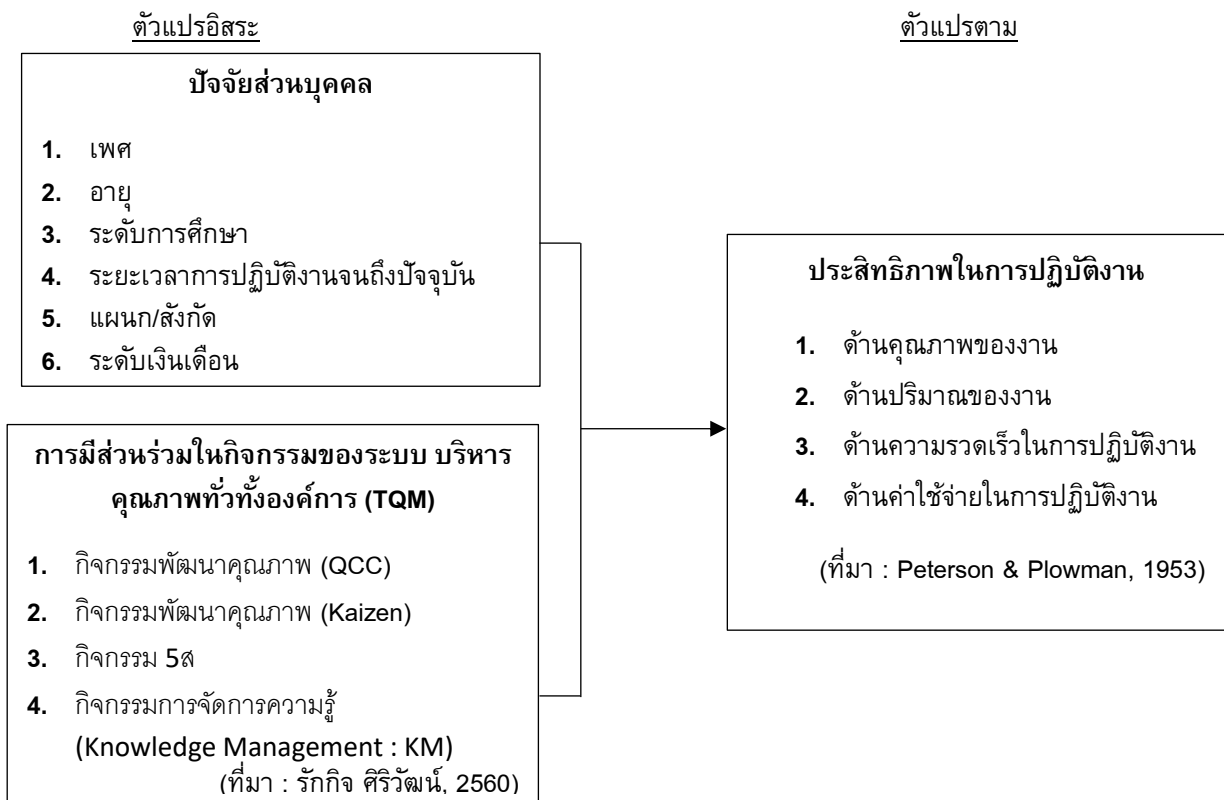 ตัวแปรอิสระ
ตัวแปรตาม
ปัจจัยส่วนบุคคล
1. เพศ
2. อายุ
3. ระดับการศึกษา
4. ระยะเวลาการปฏิบัติงานจนถึงปัจจุบัน
5. แผนก/สังกัด
6. ระดับเงินเดือน
การมีส่วนร่วมในกิจกรรมของระบบ บริหาร
คุณภาพทั่วทั้งองค์การ (TQM)
1. กิจกรรมพัฒนาคุณภาพ (QCC)
2. กิจกรรมพัฒนาคุณภาพ (Kaizen)
3. กิจกรรม 5ส
4. กิจกรรมการจัดการความรู้
(Knowledge Management : KM)
(ที่มา : รักกิจ ศิริวัฒน์, 2560)
ประสิทธิภาพในการปฏิบัติงาน
1. ด้านคุณภาพของงาน
2. ด้านปริมาณของงาน
3. ด้านความรวดเร็วในการปฏิบัติงาน
4. ด้านค่าใช้จ่ายในการปฏิบัติงาน
(ที่มา : Peterson & Plowman, 1953)